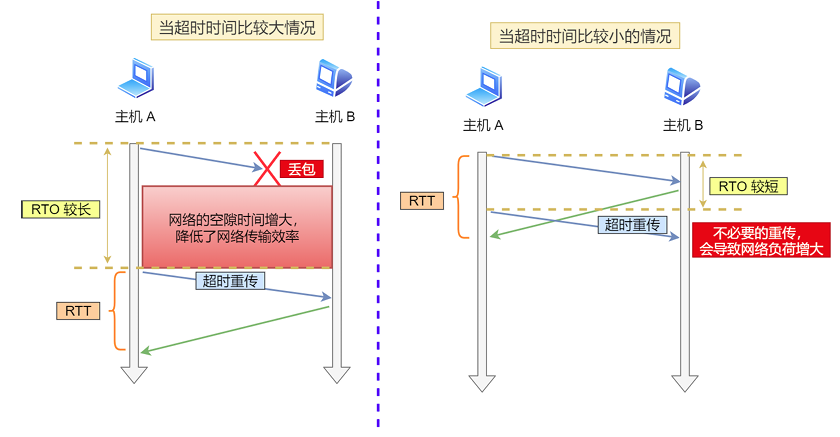 当超时时间比较大情况
主机 A
主机 B
丢包
RTO 较长
网络的空隙时间增大，
降低了网络传输效率
超时重传
RTT
当超时时间比较小的情况
主机 A
主机 B
RTT
RTO 较短
超时重传
不必要的重传，
会导致网络负荷增大